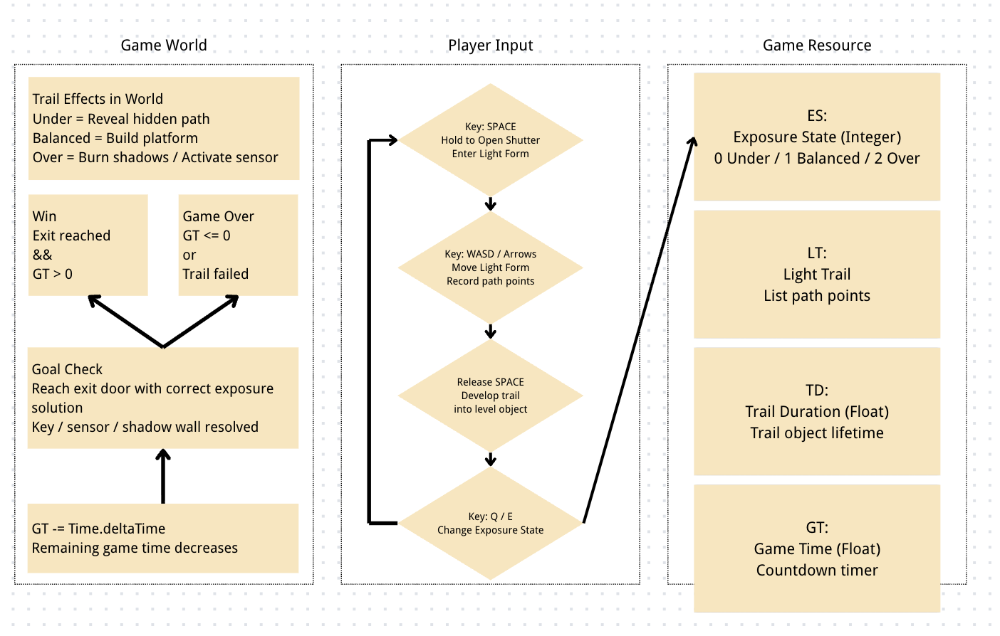 Game World
Trail Effects in World
Under = Reveal hidden path
Balanced = Build platform
Over = Burn shadows / Activate sensor
Win
Exit reached
&&
GT > 0
Game Over
GT <= 0
or
Trail failed
Goal Check
Reach exit door with correct exposure
solution
Key / sensor / shadow wall resolved
GT -= Time.deltaTime
Remaining game time decreases
Player Input
Key: SPACE
Hold to Open Shutter
Enter Light Form
Key: WASD / Arrows
Move Light Form
Record path points
Release SPACE
Develop trail
into level object
Key: Q / E
Change Exposure State
Game Resource
ES:
Exposure State (Integer)
0 Under / 1 Balanced / 2 Over
LT:
Light Trail
List path points
TD:
Trail Duration (Float)
Trail object lifetime
GT:
Game Time (Float)
Countdown timer